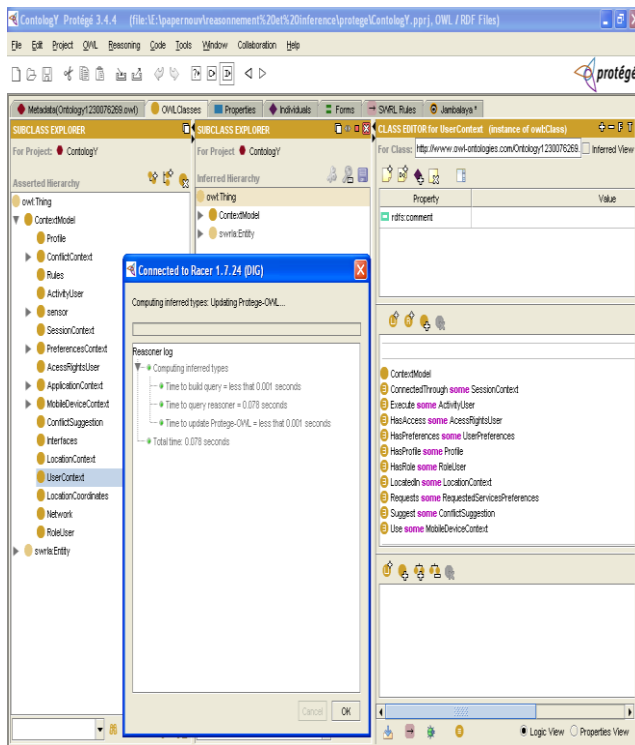 ContologY Protégé 3.4.4 (file:\E:\papernouv\reasonnement%20et%20inference\protege\ContologY.pprj, OWL / RDF Files)
File Edit Project OWL Reasoning Code Tools Window Collaboration Help
protégé
Metadata(Ontology1230076269.owl) OWLClasses Properties Individuals Forms SWRL Rules Jambalaya *
SUBCLASS EXPLORER
For Project: ContologY
Asserted Hierarchy
owl:Thing
ContextModel
Profile
ConflictContext
Rules
ActivityUser
sensor
SessionContext
PreferencesContext
AcessRightsUser
ApplicationContext
MobileDeviceContext
ConflictSuggestion
Interfaces
LocationContext
UserContext
LocationCoordinates
Network
RoleUser
swrla:Entity
SUBCLASS EXPLORER
For Project: ContologY
Inferred Hierarchy
owl:Thing
ContextModel
swrla:Entity
Connected to Racer 1.7.24 (DIG)
Computing inferred types: Updating Protege-OWL...
Reasoner log
Computing inferred types
Time to build query = less that 0.001 seconds
Time to query reasoner = 0.078 seconds
Time to update Protege-OWL = less that 0.001 seconds
Total time: 0.078 seconds
Cancel OK
CLASS EDITOR for UserContext (instance of owl:Class)
For Class: http://www.owl-ontologies.com/Ontology1230076269. Inferred View
Property Value
rdfs:comment
ContextModel
ConnectedThrough some SessionContext
Execute some ActivityUser
HasAccess some AcessRightsUser
HasPreferences some UserPreferences
HasProfile some Profile
HasRole some RoleUser
LocatedIn some LocationContext
Requests some RequestedServicesPreferences
Suggest some ConflictSuggestion
Use some MobileDeviceContext
Logic View Properties View